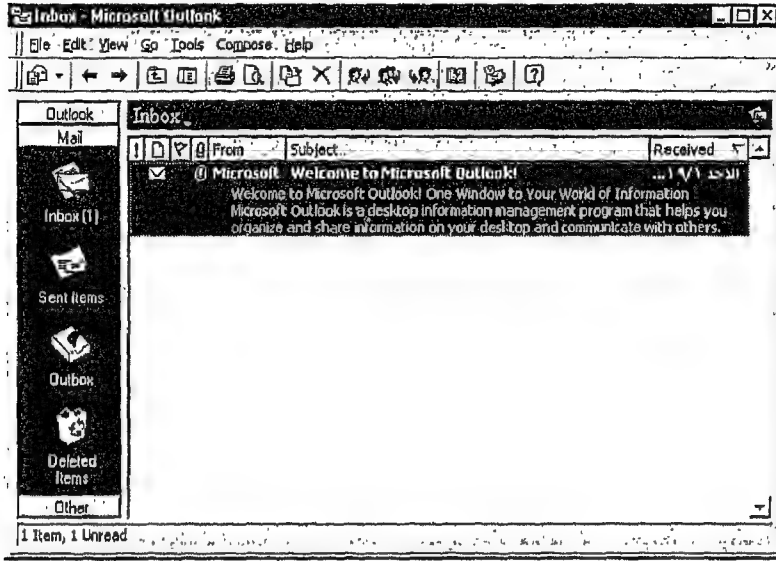 Inbox - Microsoft Outlook
File Edit View Go Tools Compose Help
Outlook
Mail
Inbox (1)
Sent Items
Outbox
Deleted
Items
Other
Inbox
From Subject Received
Microsoft Welcome to Microsoft Outlook! الاحد
Welcome to Microsoft Outlook! One Window to Your World of Information
Microsoft Outlook is a desktop information management program that helps you
organize and share information on your desktop and communicate with others.
1 Item, 1 Unread